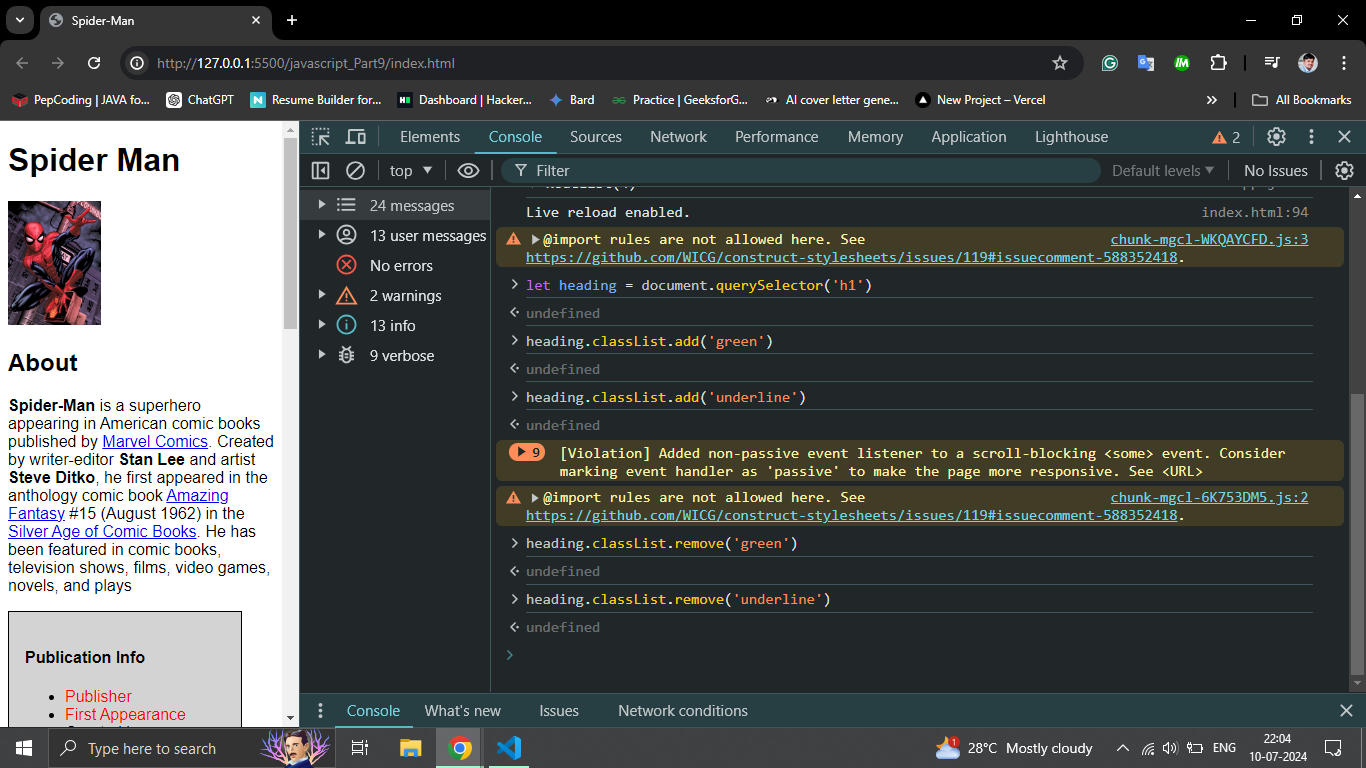 Spider-Man
http://127.0.0.1:5500/javascript_Part9/index.html
PepCoding | JAVA fo...
ChatGPT
Resume Builder for...
Dashboard | Hacker...
Bard
Practice | GeeksforG...
AI cover letter gene...
New Project – Vercel
»
All Bookmarks
Spider Man
About
Spider-Man is a superhero
appearing in American comic books
published by Marvel Comics. Created
by writer-editor Stan Lee and artist
Steve Ditko, he first appeared in the
anthology comic book Amazing
Fantasy #15 (August 1962) in the
Silver Age of Comic Books. He has
been featured in comic books,
television shows, films, video games,
novels, and plays
Publication Info
Publisher
First Appearance
Elements Console Sources Network Performance Memory Application Lighthouse 2
top Filter Default levels No Issues
24 messages
13 user messages
No errors
2 warnings
13 info
9 verbose
Live reload enabled. index.html:94
@import rules are not allowed here. See chunk-mgcl-WKQAYCFD.js:3
https://github.com/WICG/construct-stylesheets/issues/119#issuecomment-588352418.
let heading = document.querySelector('h1')
undefined
heading.classList.add('green')
undefined
heading.classList.add('underline')
undefined
9 [Violation] Added non-passive event listener to a scroll-blocking <some> event. Consider
marking event handler as 'passive' to make the page more responsive. See <URL>
@import rules are not allowed here. See chunk-mgcl-6K753DM5.js:2
https://github.com/WICG/construct-stylesheets/issues/119#issuecomment-588352418.
heading.classList.remove('green')
undefined
heading.classList.remove('underline')
undefined
Console What's new Issues Network conditions
Type here to search
1
28°C Mostly cloudy
ENG
22:04
10-07-2024